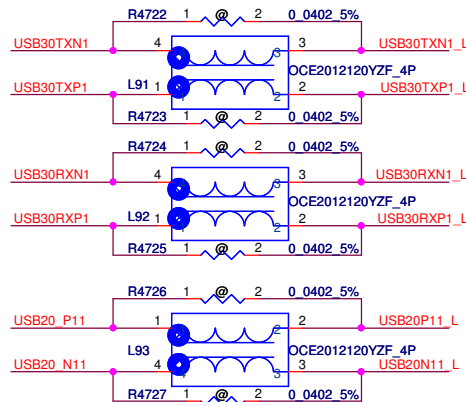 R4722 1 @ 2 0_0402_5%
USB30TXN1 4 3 3 USB30TXN1_L
OCE2012120YZF_4P
USB30TXP1 L91 1 2 2 USB30TXP1_L
R4723 1 @ 2 0_0402_5%
R4724 1 @ 2 0_0402_5%
USB30RXN1 4 3 3 USB30RXN1_L
OCE2012120YZF_4P
USB30RXP1 L92 1 2 2 USB30RXP1_L
R4725 1 @ 2 0_0402_5%
R4726 1 @ 2 0_0402_5%
USB20_P11 1 2 2 USB20P11_L
L93 OCE2012120YZF_4P
USB20_N11 4 3 3 USB20N11_L
R4727 1 @ 2 0_0402_5%